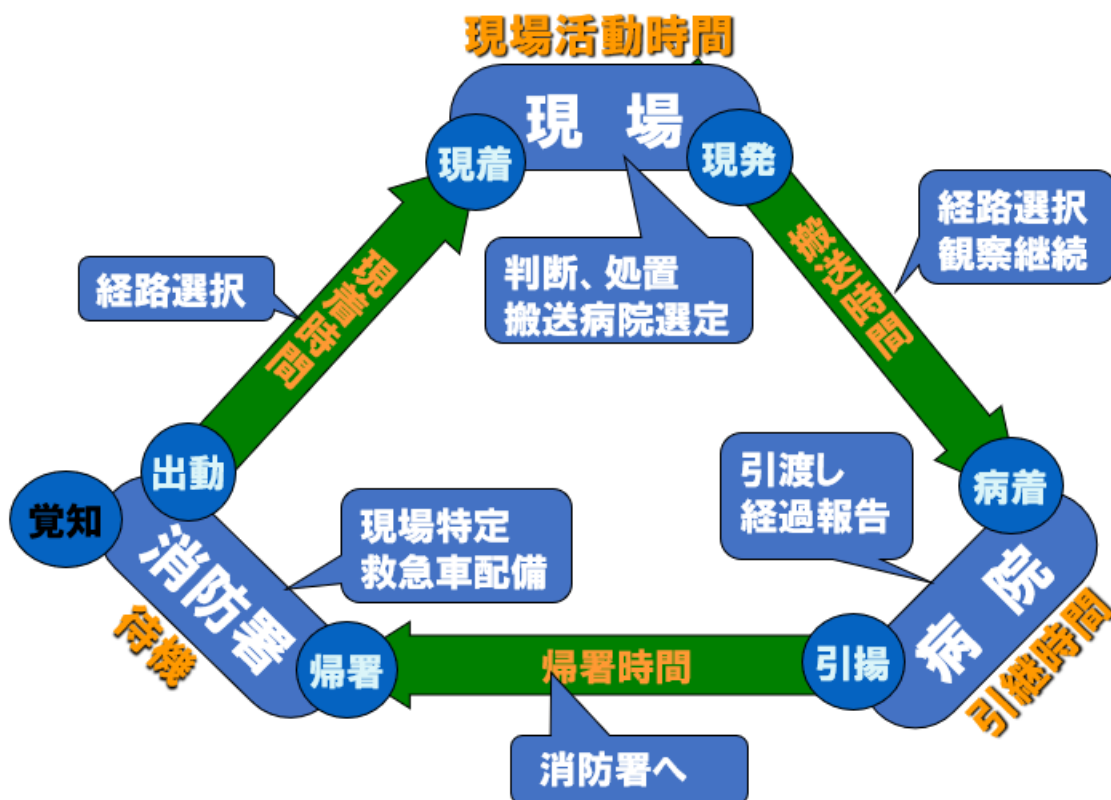 現場活動時間
現 場
現着
現発
経路選択
観察継続
判断、処置
搬送病院選定
経路選択
現着時間
搬送時間
出動
覚知
消防署
待機
現場特定
救急車配備
引渡し
経過報告
病着
病 院
引継時間
引揚
帰署時間
帰署
消防署へ